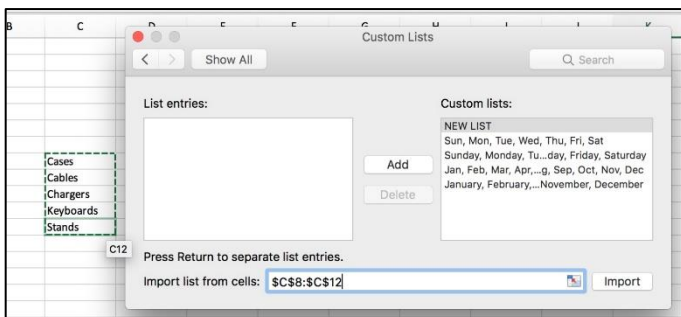 B C D E F G H I J K
Custom Lists
Show All
Search
List entries:
Custom lists:
NEW LIST
Sun, Mon, Tue, Wed, Thu, Fri, Sat
Sunday, Monday, Tu...day, Friday, Saturday
Jan, Feb, Mar, Apr,...g, Sep, Oct, Nov, Dec
January, February,...November, December
Add
Delete
Cases
Cables
Chargers
Keyboards
Stands
C12
Press Return to separate list entries.
Import list from cells: $C$8:$C$12 Import